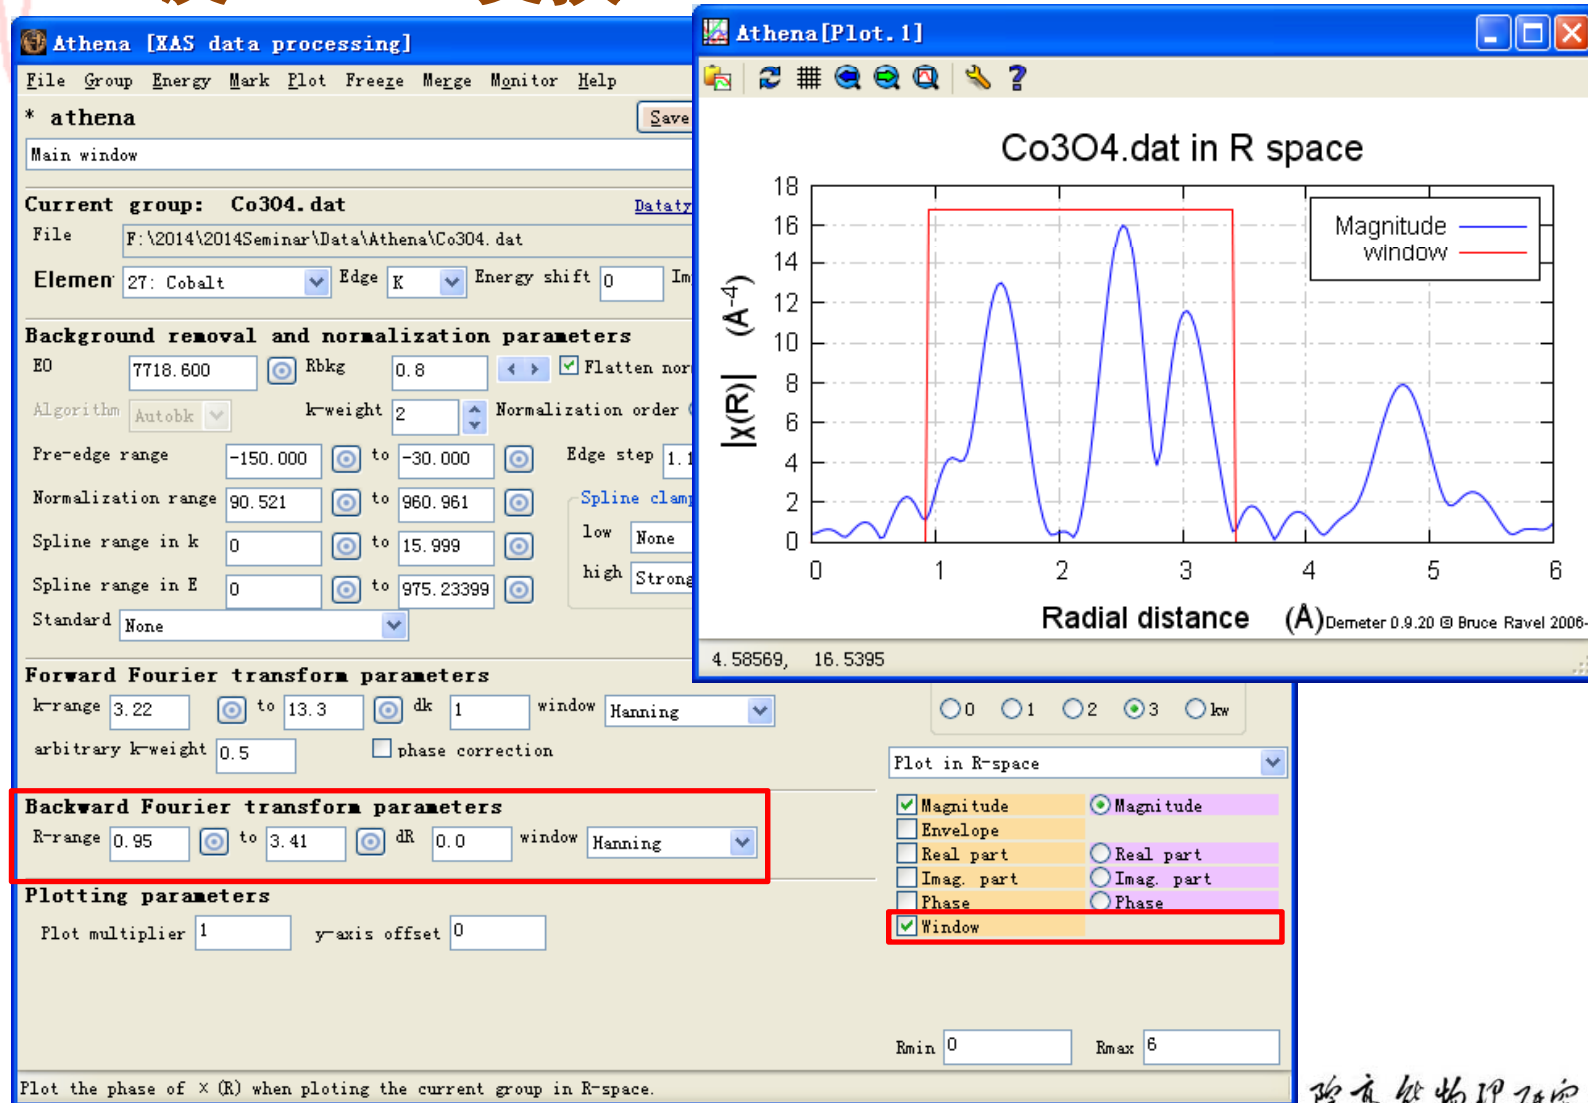 Athena [XAS data processing]
File Group Energy Mark Plot Freeze Merge Monitor Help
* athena
Save
Main window
Current group: Co3O4.dat
Dataty
File F:\2014\2014Seminar\Data\Athena\Co3O4.dat
Elemen 27: Cobalt Edge K Energy shift 0 Im
Background removal and normalization parameters
E0 7718.600 Rbkg 0.8 Flatten nor
Algorithm Autobk k-weight 2 Normalization order
Pre-edge range -150.000 to -30.000 Edge step 1.1
Normalization range 90.521 to 960.961 Spline clamp
Spline range in k 0 to 15.999 low None
Spline range in E 0 to 975.23399 high Strong
Standard None
Forward Fourier transform parameters
k-range 3.22 to 13.3 dk 1 window Hanning
arbitrary k-weight 0.5 phase correction
Backward Fourier transform parameters
R-range 0.95 to 3.41 dR 0.0 window Hanning
Plotting parameters
Plot multiplier 1 y-axis offset 0
Plot the phase of χ(R) when ploting the current group in R-space.
Athena[Plot.1]
Co3O4.dat in R space
Magnitude
window
|χ(R)| (Å-4)
18
16
14
12
10
8
6
4
2
0
0 1 2 3 4 5 6
Radial distance (Å)
Demeter 0.9.20 © Bruce Ravel 2006-
4.58569, 16.5395
0 1 2 3 kw
Plot in R-space
Magnitude Magnitude
Envelope
Real part Real part
Imag. part Imag. part
Phase Phase
Window
Rmin 0 Rmax 6